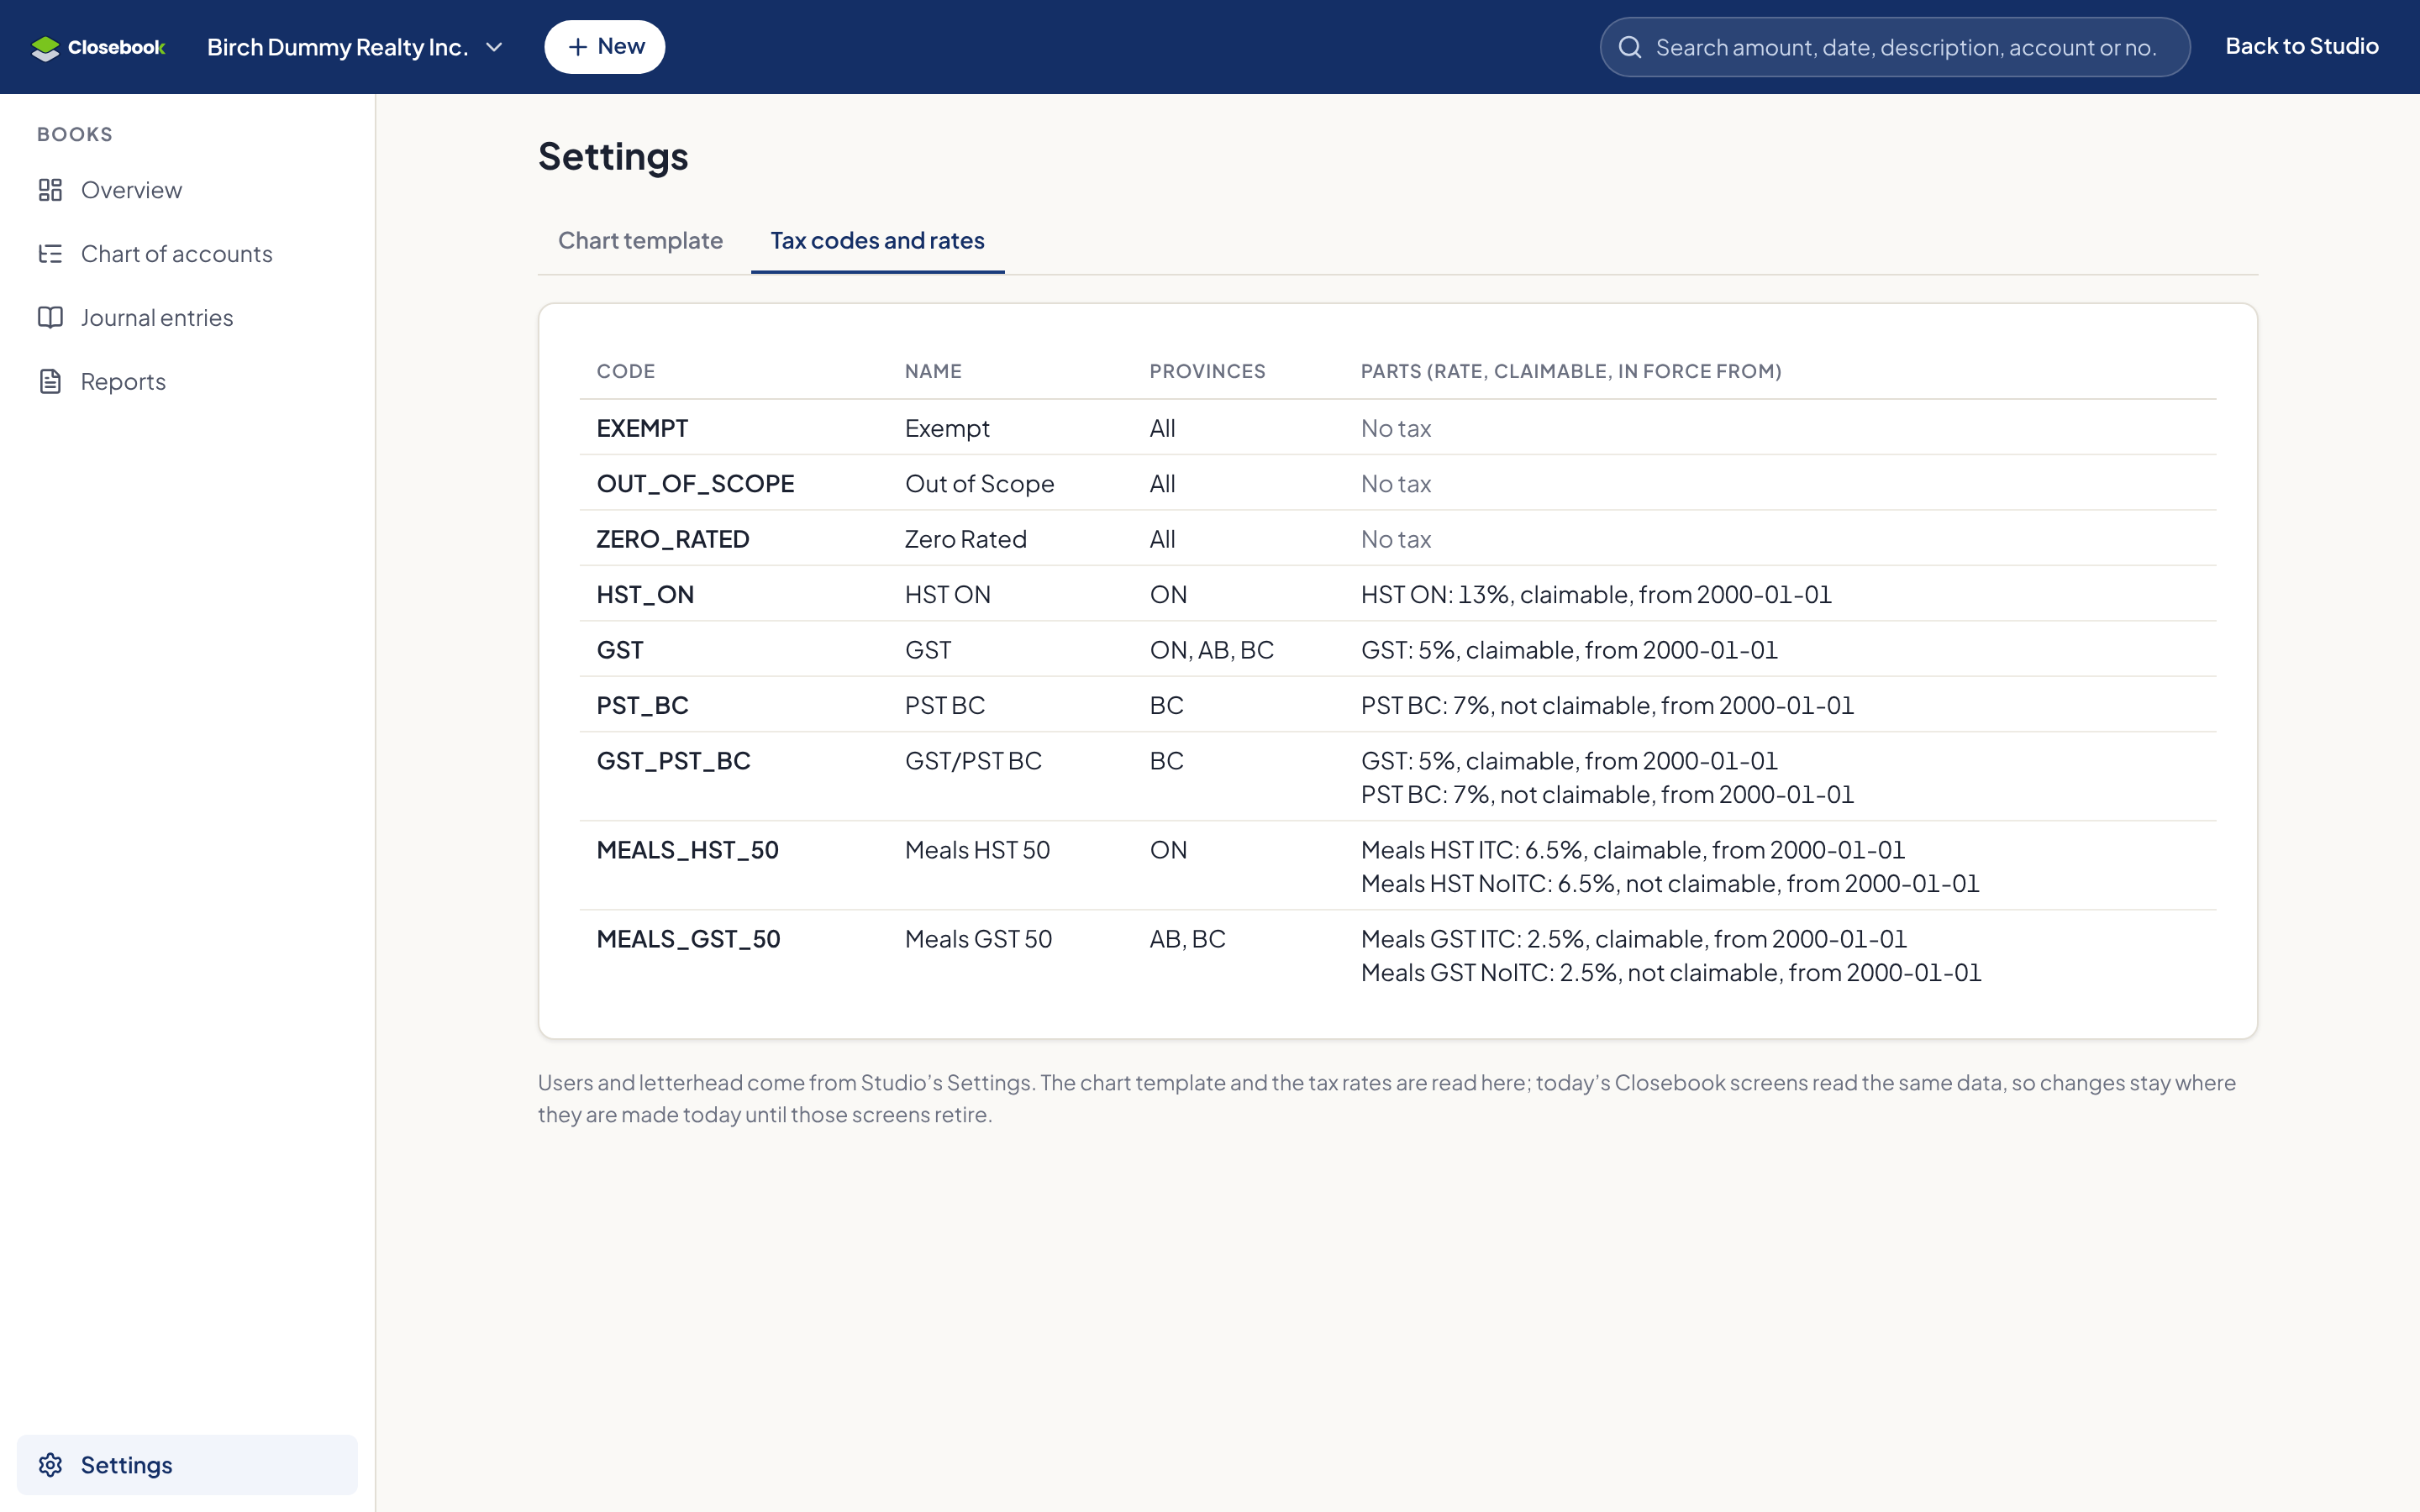 Closebook
Birch Dummy Realty Inc.
+ New
Search amount, date, description, account or no.
Back to Studio
BOOKS
Overview
Chart of accounts
Journal entries
Reports
Settings
Settings
Chart template
Tax codes and rates
CODE NAME PROVINCES PARTS (RATE, CLAIMABLE, IN FORCE FROM)
EXEMPT Exempt All No tax
OUT_OF_SCOPE Out of Scope All No tax
ZERO_RATED Zero Rated All No tax
HST_ON HST ON ON HST ON: 13%, claimable, from 2000-01-01
GST GST ON, AB, BC GST: 5%, claimable, from 2000-01-01
PST_BC PST BC BC PST BC: 7%, not claimable, from 2000-01-01
GST_PST_BC GST/PST BC BC GST: 5%, claimable, from 2000-01-01
PST BC: 7%, not claimable, from 2000-01-01
MEALS_HST_50 Meals HST 50 ON Meals HST ITC: 6.5%, claimable, from 2000-01-01
Meals HST NoITC: 6.5%, not claimable, from 2000-01-01
MEALS_GST_50 Meals GST 50 AB, BC Meals GST ITC: 2.5%, claimable, from 2000-01-01
Meals GST NoITC: 2.5%, not claimable, from 2000-01-01
Users and letterhead come from Studio’s Settings. The chart template and the tax rates are read here; today’s Closebook screens read the same data, so changes stay where
they are made today until those screens retire.